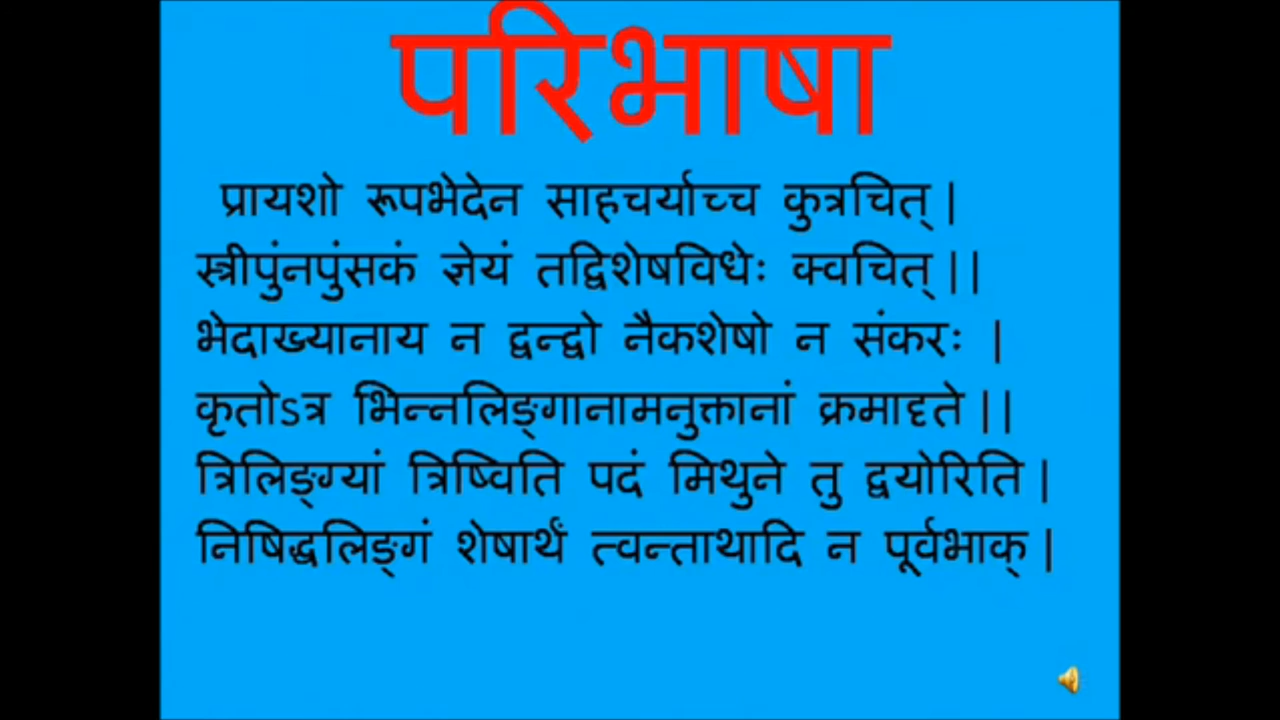 परिभाषा
प्रायशो रूपभेदेन साहचर्याच्च कुत्रचित् |
स्त्रीपुंनपुंसकं ज्ञेयं तद्विशेषविधेः क्वचित् ||
भेदाख्यानाय न द्वन्द्वो नैकशेषो न संकरः |
कृतोऽत्र भिन्नलिङ्गानामनुक्तानां क्रमादृते ||
त्रिलिङ्ग्यां त्रिष्विति पदं मिथुने तु द्वयोरिति |
निषिद्धलिङ्गं शेषार्थं त्वन्ताथादि न पूर्वभाक् |